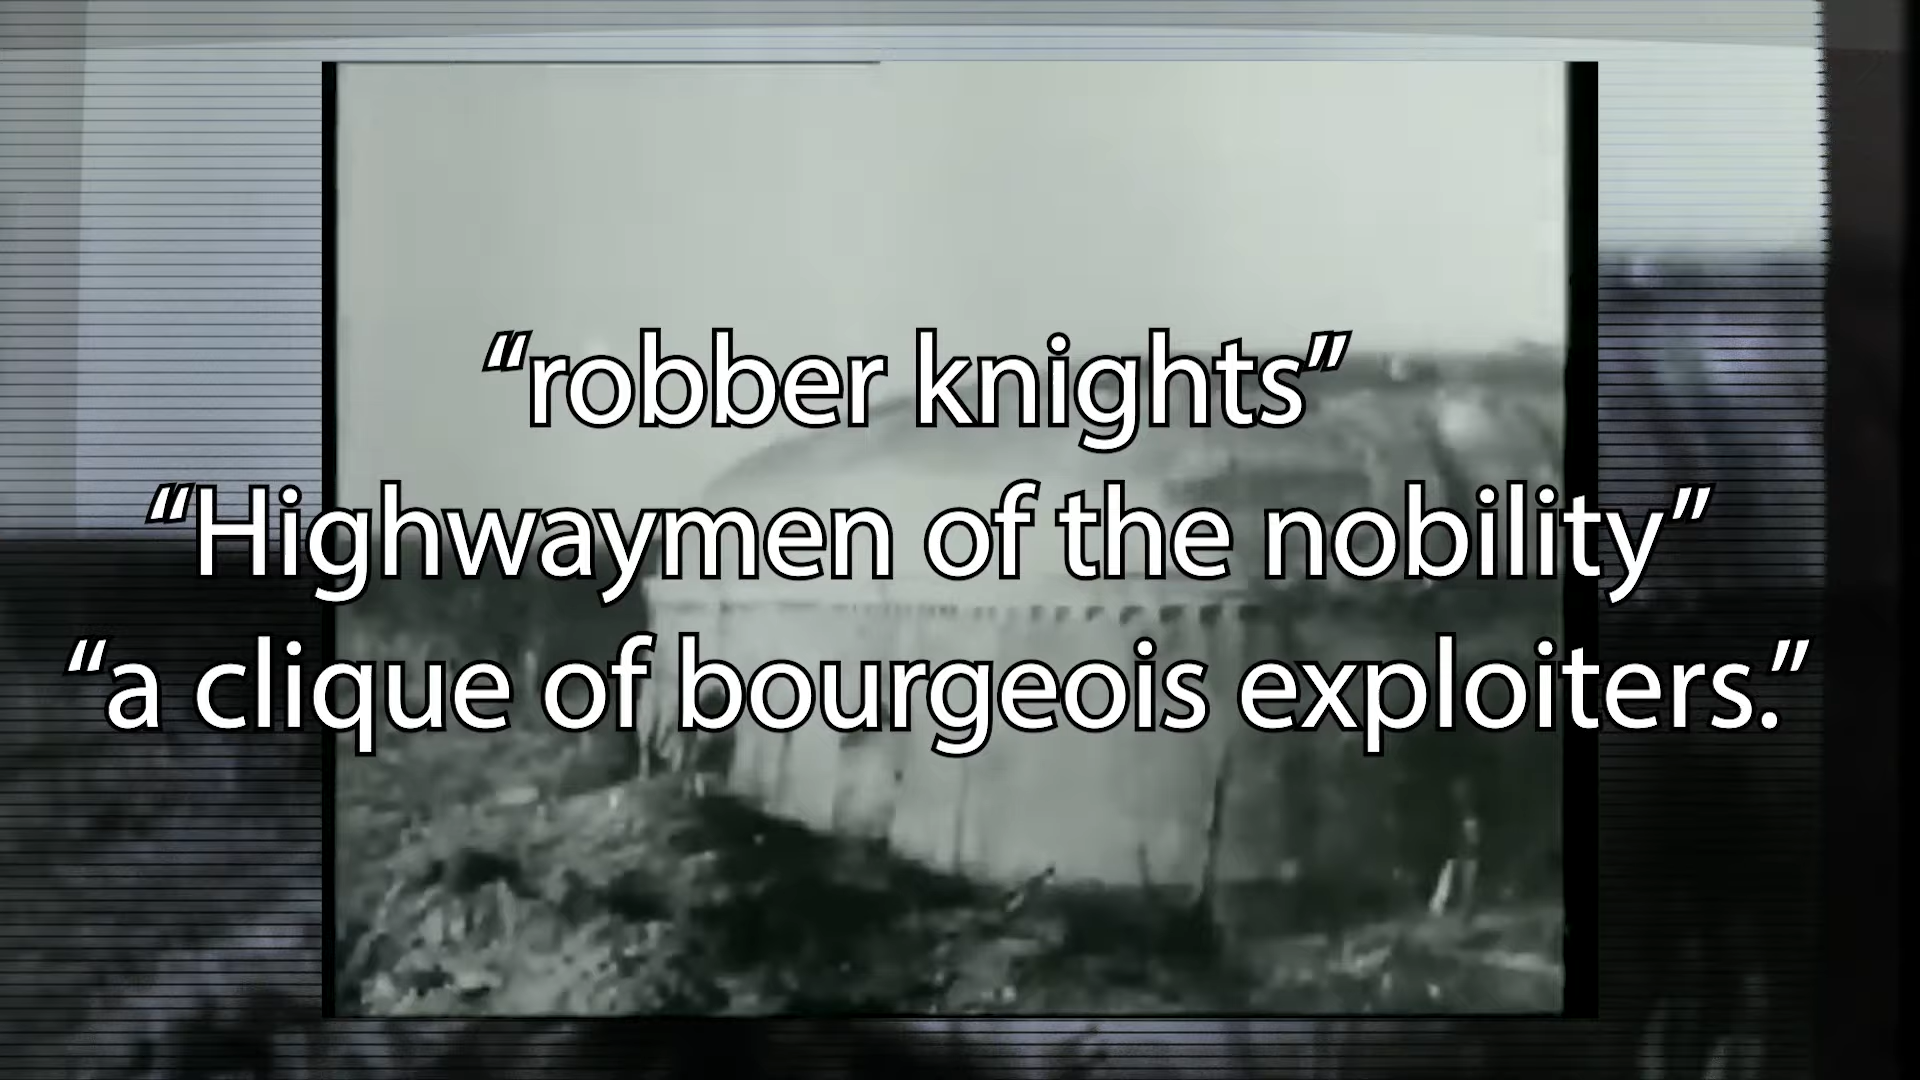 “robber knights”
“Highwaymen of the nobility”
“a clique of bourgeois exploiters.”